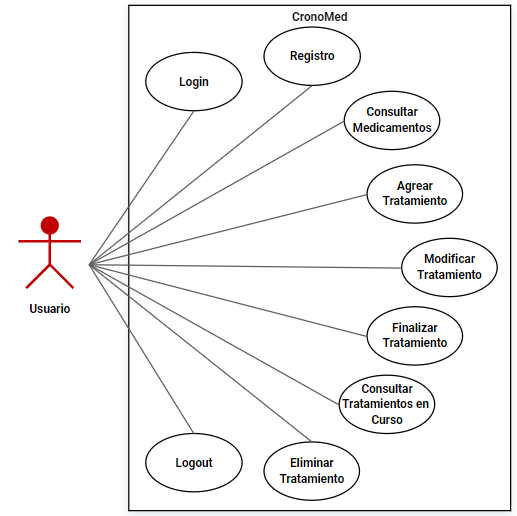 CronoMed
Registro
Login
Consultar
Medicamentos
Agrear
Tratamiento
Modificar
Tratamiento
Usuario
Finalizar
Tratamiento
Consultar
Tratamientos en
Curso
Logout
Eliminar
Tratamiento